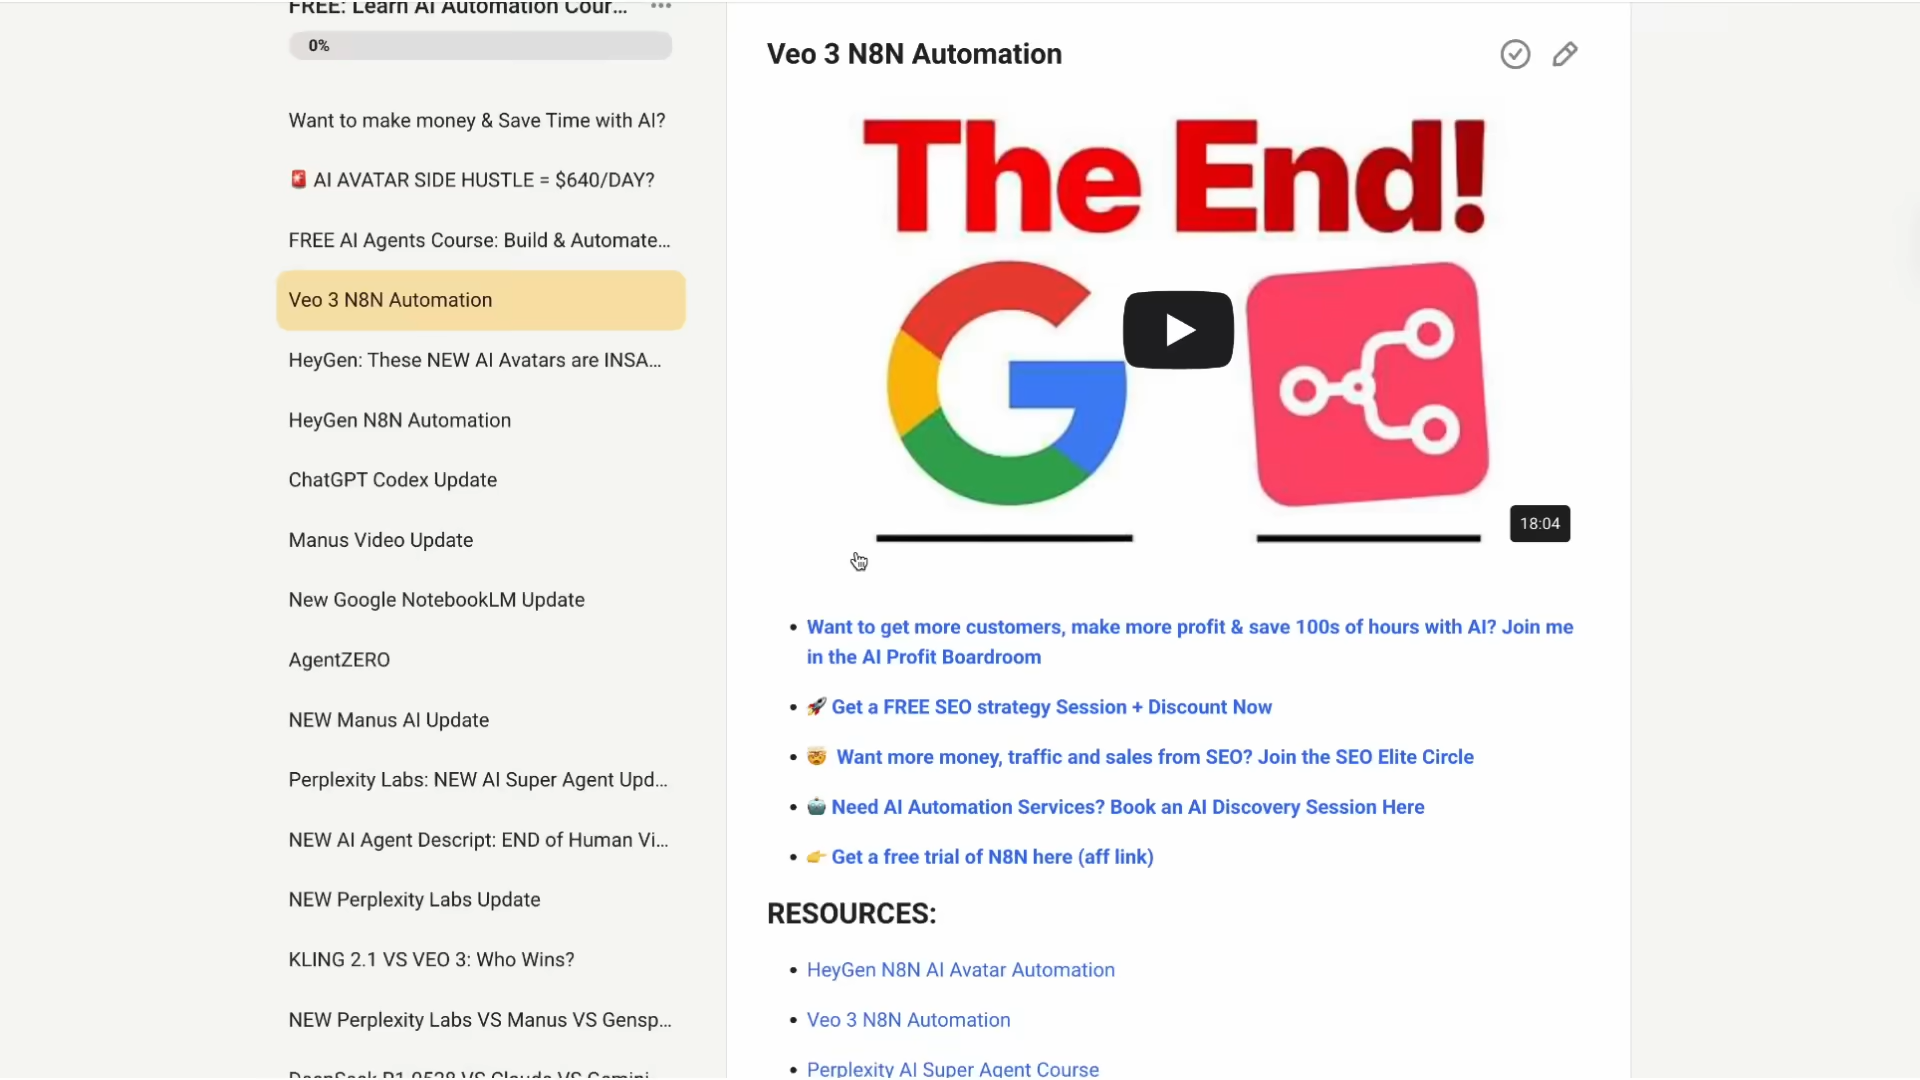 FREE: Learn AI Automation Cour...
0%
Want to make money & Save Time with AI?
🚨 AI AVATAR SIDE HUSTLE = $640/DAY?
FREE AI Agents Course: Build & Automate...
Veo 3 N8N Automation
HeyGen: These NEW AI Avatars are INSA...
HeyGen N8N Automation
ChatGPT Codex Update
Manus Video Update
New Google NotebookLM Update
AgentZERO
NEW Manus AI Update
Perplexity Labs: NEW AI Super Agent Upd...
NEW AI Agent Descript: END of Human Vi...
NEW Perplexity Labs Update
KLING 2.1 VS VEO 3: Who Wins?
NEW Perplexity Labs VS Manus VS Gensp...
DeepSeek R1 0528 VS Claude VS Gemini
Veo 3 N8N Automation
The End!
18:04
• Want to get more customers, make more profit & save 100s of hours with AI? Join me
in the AI Profit Boardroom
• 🚀 Get a FREE SEO strategy Session + Discount Now
• 🤯 Want more money, traffic and sales from SEO? Join the SEO Elite Circle
• 🤖 Need AI Automation Services? Book an AI Discovery Session Here
• 👉 Get a free trial of N8N here (aff link)
RESOURCES:
• HeyGen N8N AI Avatar Automation
• Veo 3 N8N Automation
• Perplexity AI Super Agent Course